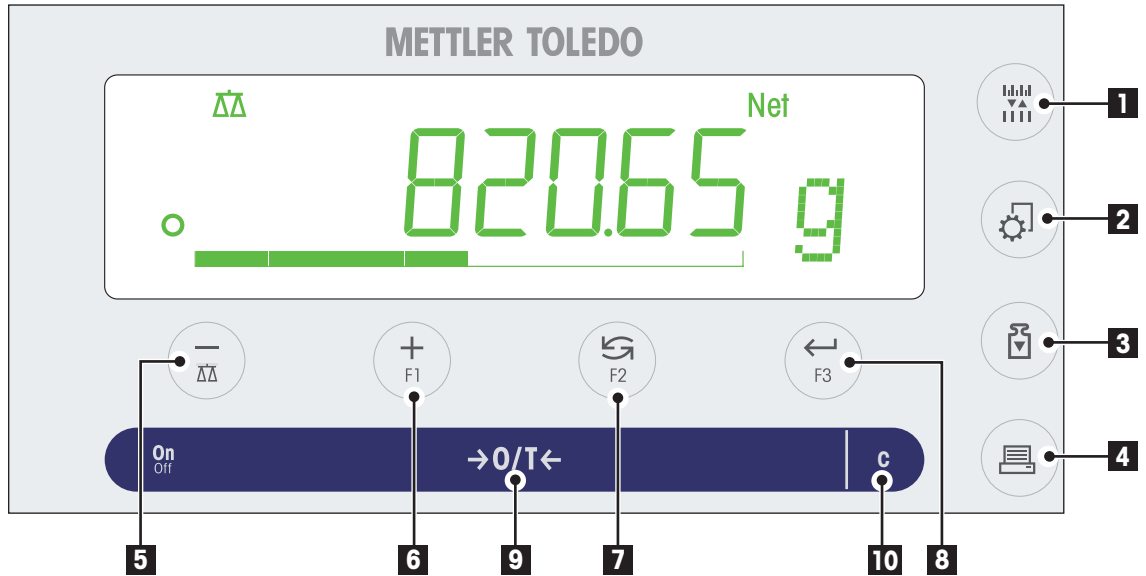 METTLER TOLEDO
Net
820.65 g
1
2
3
4
F1
F2
F3
On
Off
→0/T←
C
5
6
9
7
10
8